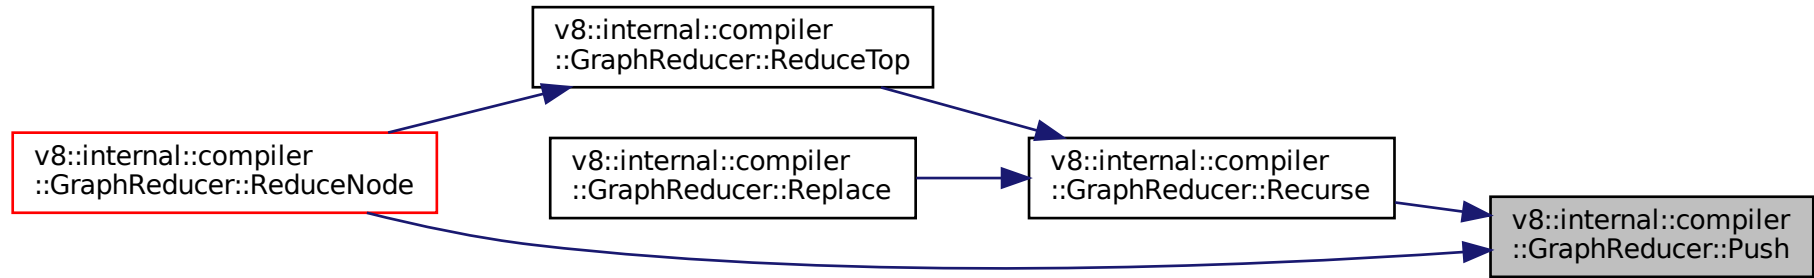 v8::internal::compiler
::GraphReducer::ReduceTop
v8::internal::compiler
::GraphReducer::ReduceNode
v8::internal::compiler
::GraphReducer::Replace
v8::internal::compiler
::GraphReducer::Recurse
v8::internal::compiler
::GraphReducer::Push